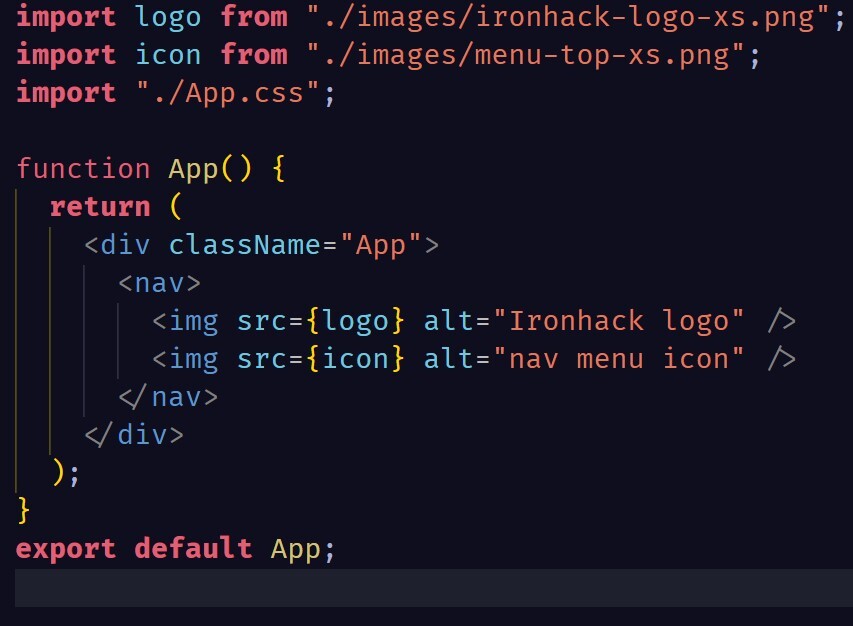 import logo from "./images/ironhack-logo-xs.png";
import icon from "./images/menu-top-xs.png";
import "./App.css";

function App() {
  return (
    <div className="App">
      <nav>
        <img src={logo} alt="Ironhack logo" />
        <img src={icon} alt="nav menu icon" />
      </nav>
    </div>
  );
}
export default App;